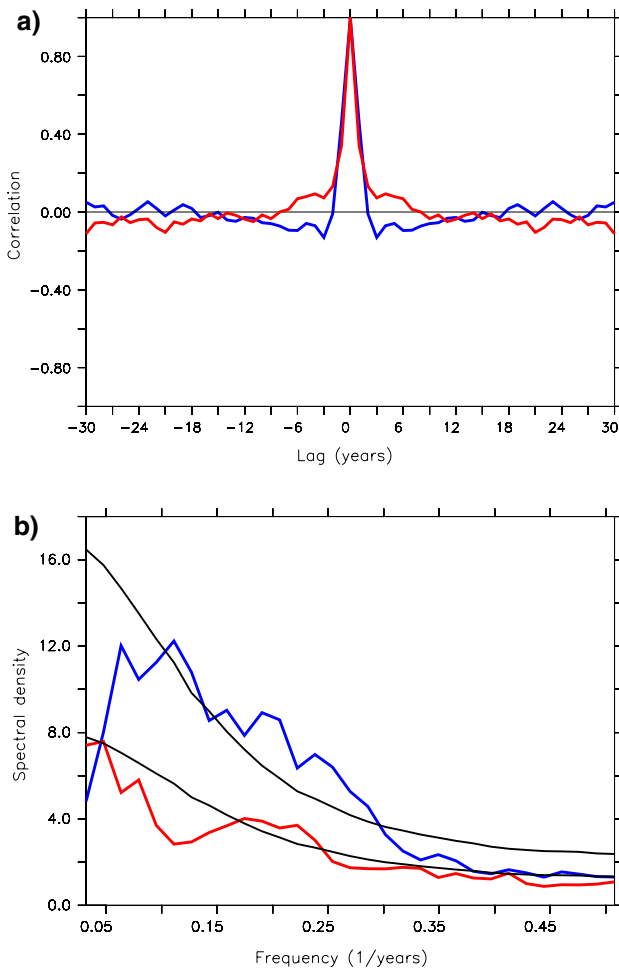 a)
0.80
0.40
0.00
−0.40
−0.80
Correlation
−30 −24 −18 −12 −6 0 6 12 18 24 30
Lag (years)
b)
16.0
12.0
8.0
4.0
0.0
Spectral density
0.05 0.15 0.25 0.35 0.45
Frequency (1/years)